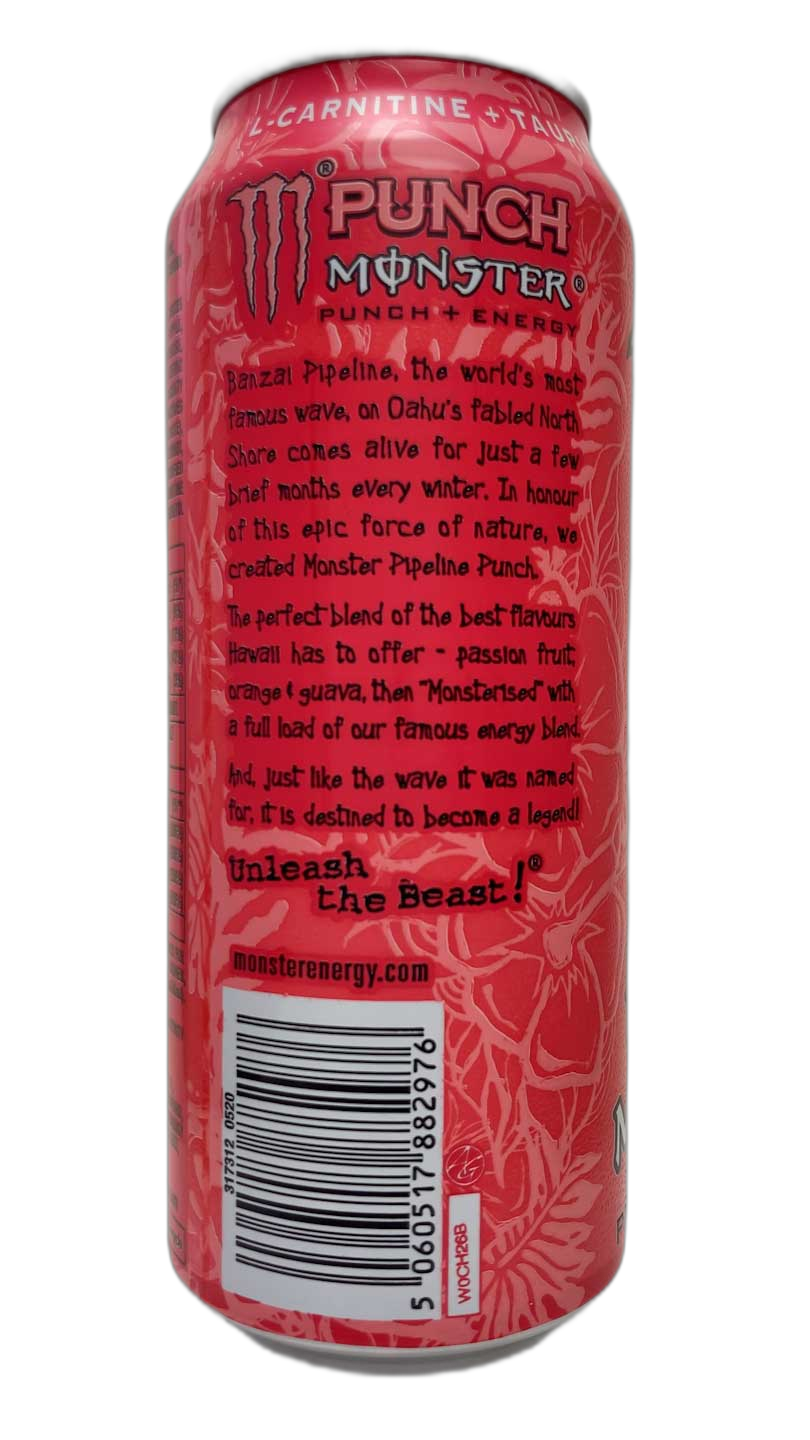 L-CARNITINE + TAURI
PUNCH
MONSTER®
PUNCH + ENERGY
Banzai Pipeline, the world's most
famous wave, on Oahu's fabled North
Shore comes alive for just a few
brief months every winter. In honour
of this epic force of nature, we
created Monster Pipeline Punch.
The perfect blend of the best flavours
Hawaii has to offer - passion fruit,
orange & guava, then "Monsterised" with
a full load of our famous energy blend.
And, just like the wave it was named
for, it is destined to become a legend!
Unleash
the Beast!®
monsterenergy.com
317312 0520
5 060517 882976
W0CH26B